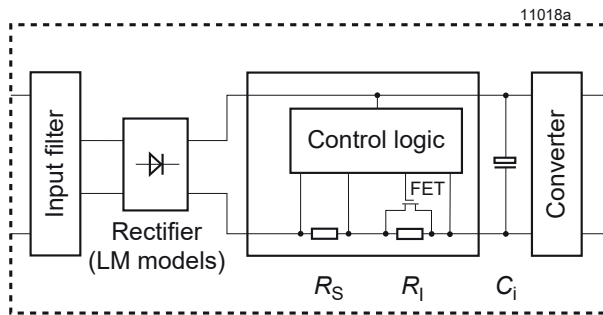 11018a
Input filter
Rectifier
(LM models)
Control logic
FET
RS
RI
Ci
Converter